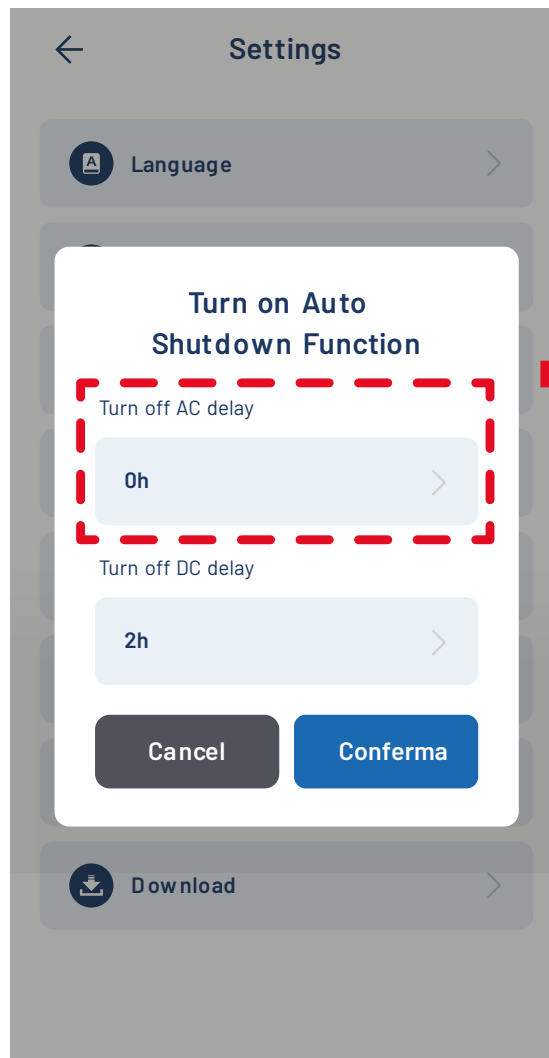 Settings
A
Language
Turn on Auto
Shutdown Function
Turn off AC delay
0h
Turn off DC delay
2h
Cancel
Conferma
Download